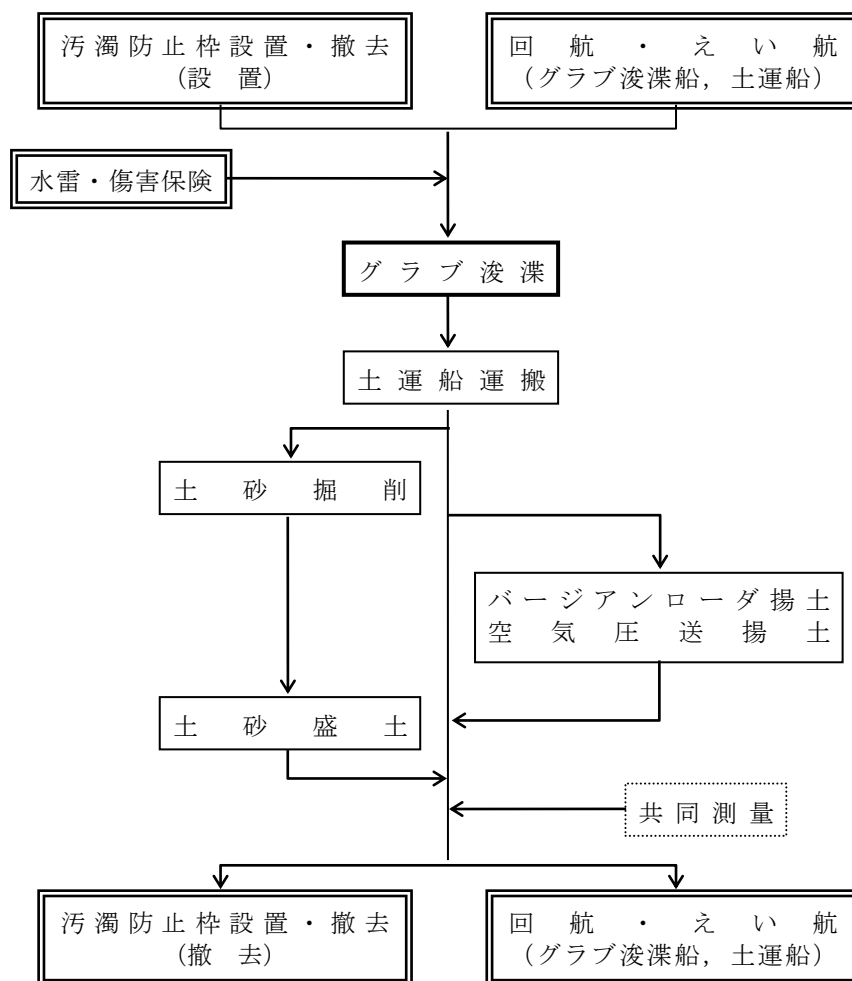 汚濁防止枠設置・撤去
(設 置)
回航・えい航
(グラブ浚渫船, 土運船)
水雷・傷害保険
グラブ浚渫
土運船運搬
土砂掘削
バージアンローダ揚土
空気圧送揚土
土砂盛土
共同測量
汚濁防止枠設置・撤去
(撤 去)
回航・えい航
(グラブ浚渫船, 土運船)